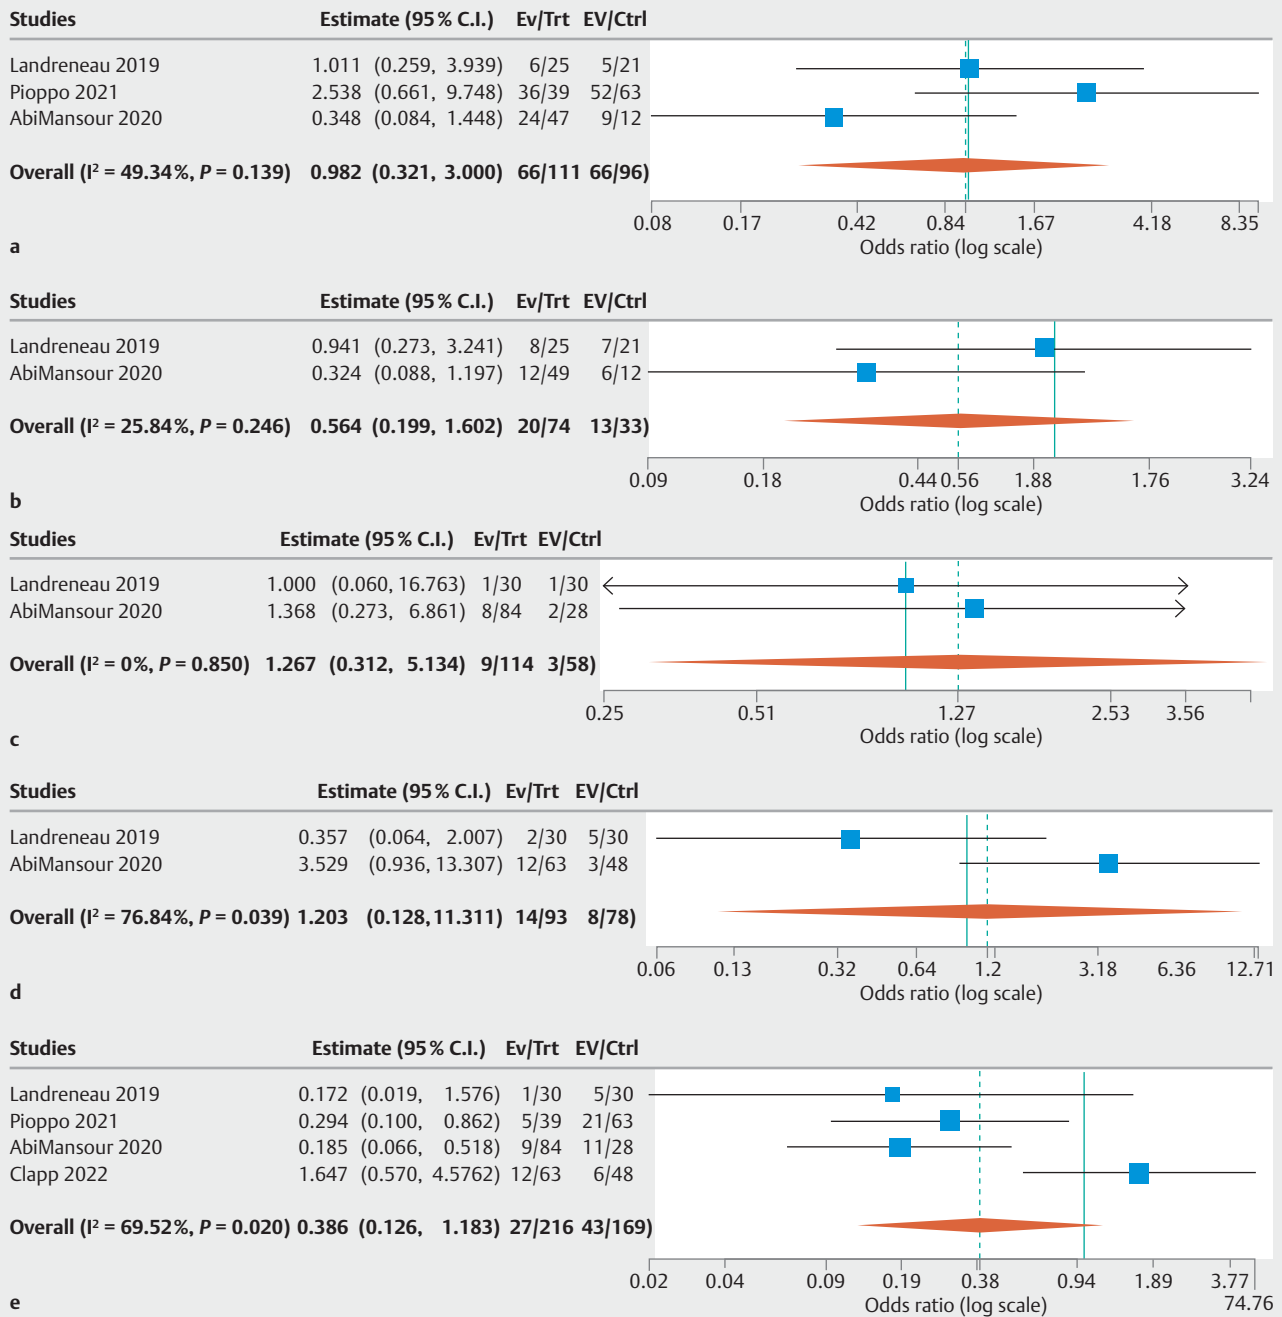 Studies Estimate (95 % C.I.) Ev/Trt EV/Ctrl
Landreneau 2019 1.011 (0.259, 3.939) 6/25 5/21
Pioppo 2021 2.538 (0.661, 9.748) 36/39 52/63
AbiMansour 2020 0.348 (0.084, 1.448) 24/47 9/12
Overall (I² = 49.34 %, P = 0.139) 0.982 (0.321, 3.000) 66/111 66/96)
0.08 0.17 0.42 0.84 1.67 4.18 8.35
Odds ratio (log scale)
a
Studies Estimate (95 % C.I.) Ev/Trt EV/Ctrl
Landreneau 2019 0.941 (0.273, 3.241) 8/25 7/21
AbiMansour 2020 0.324 (0.088, 1.197) 12/49 6/12
Overall (I² = 25.84 %, P = 0.246) 0.564 (0.199, 1.602) 20/74 13/33)
0.09 0.18 0.44 0.56 1.88 1.76 3.24
Odds ratio (log scale)
b
Studies Estimate (95 % C.I.) Ev/Trt EV/Ctrl
Landreneau 2019 1.000 (0.060, 16.763) 1/30 1/30
AbiMansour 2020 1.368 (0.273, 6.861) 8/84 2/28
Overall (I² = 0 %, P = 0.850) 1.267 (0.312, 5.134) 9/114 3/58)
0.25 0.51 1.27 2.53 3.56
Odds ratio (log scale)
c
Studies Estimate (95 % C.I.) Ev/Trt EV/Ctrl
Landreneau 2019 0.357 (0.064, 2.007) 2/30 5/30
AbiMansour 2020 3.529 (0.936, 13.307) 12/63 3/48
Overall (I² = 76.84 %, P = 0.039) 1.203 (0.128, 11.311) 14/93 8/78)
0.06 0.13 0.32 0.64 1.2 3.18 6.36 12.71
Odds ratio (log scale)
d
Studies Estimate (95 % C.I.) Ev/Trt EV/Ctrl
Landreneau 2019 0.172 (0.019, 1.576) 1/30 5/30
Pioppo 2021 0.294 (0.100, 0.862) 5/39 21/63
AbiMansour 2020 0.185 (0.066, 0.518) 9/84 11/28
Clapp 2022 1.647 (0.570, 4.5762) 12/63 6/48
Overall (I² = 69.52 %, P = 0.020) 0.386 (0.126, 1.183) 27/216 43/169)
0.02 0.04 0.09 0.19 0.38 0.94 1.89 3.77
74.76
Odds ratio (log scale)
e